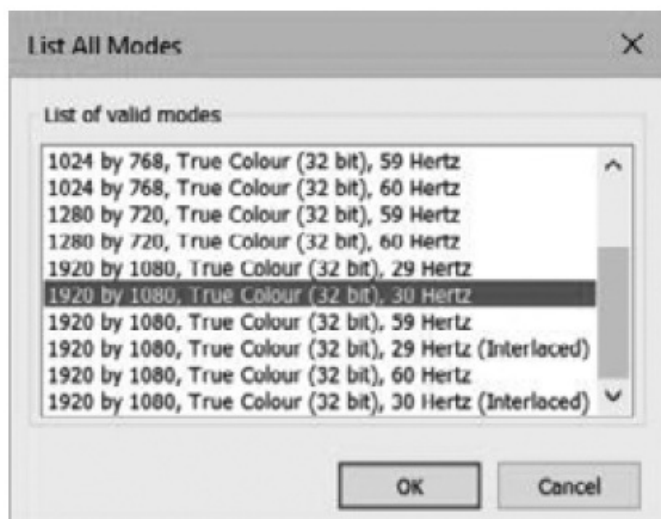 List All Modes
List of valid modes
1024 by 768, True Colour (32 bit), 59 Hertz
1024 by 768, True Colour (32 bit), 60 Hertz
1280 by 720, True Colour (32 bit), 59 Hertz
1280 by 720, True Colour (32 bit), 60 Hertz
1920 by 1080, True Colour (32 bit), 29 Hertz
1920 by 1080, True Colour (32 bit), 30 Hertz
1920 by 1080, True Colour (32 bit), 59 Hertz
1920 by 1080, True Colour (32 bit), 29 Hertz (Interlaced)
1920 by 1080, True Colour (32 bit), 60 Hertz
1920 by 1080, True Colour (32 bit), 30 Hertz (Interlaced)
OK Cancel